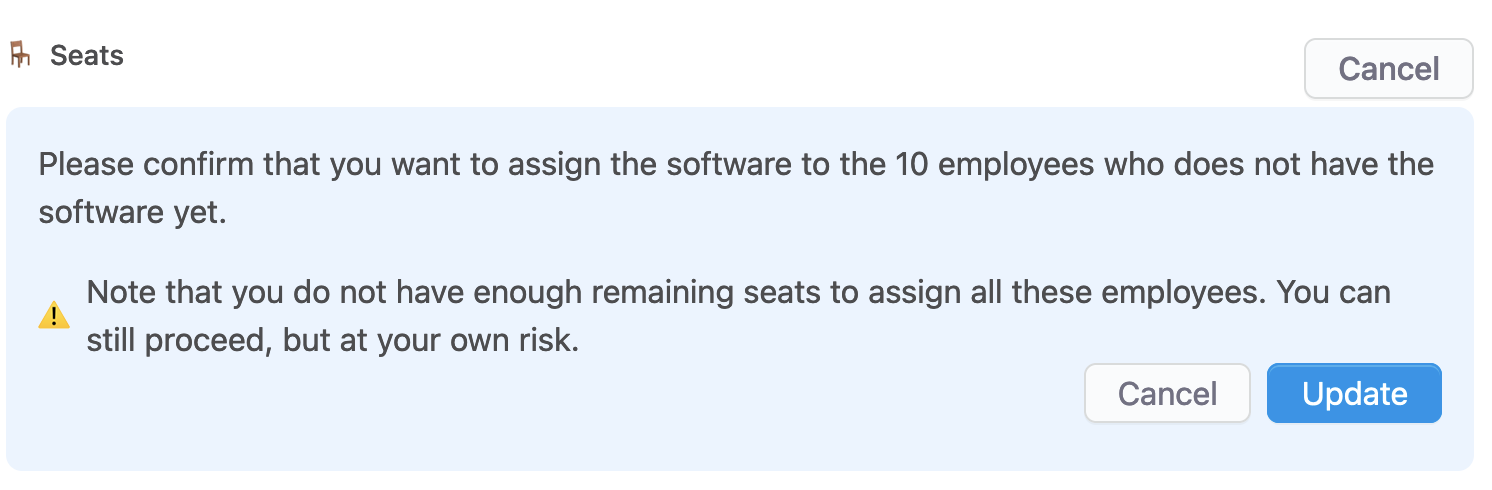 Seats
Cancel
Please confirm that you want to assign the software to the 10 employees who does not have the
software yet.
Note that you do not have enough remaining seats to assign all these employees. You can
still proceed, but at your own risk.
Cancel
Update